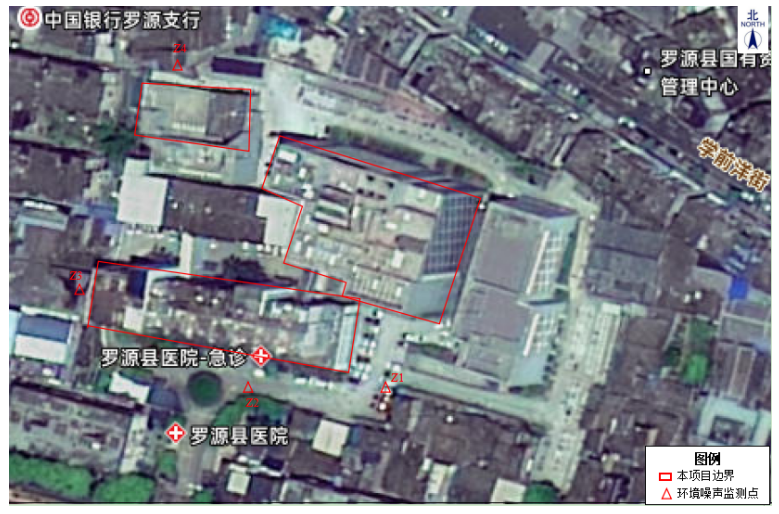 中国银行罗源支行
北
NORTH
Z4
罗源县国有资
管理中心
学前洋街
Z3
罗源县医院-急诊
Z1
Z2
罗源县医院
图例
本项目边界
环境噪声监测点